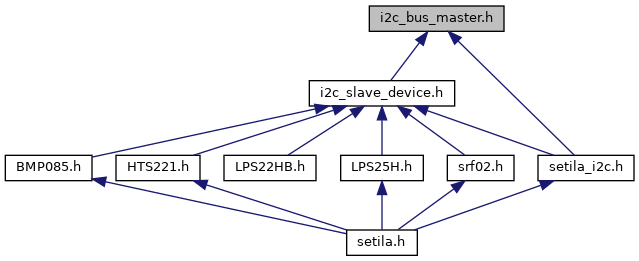 i2c_bus_master.h
i2c_slave_device.h
BMP085.h
HTS221.h
LPS22HB.h
LPS25H.h
srf02.h
setila_i2c.h
setila.h